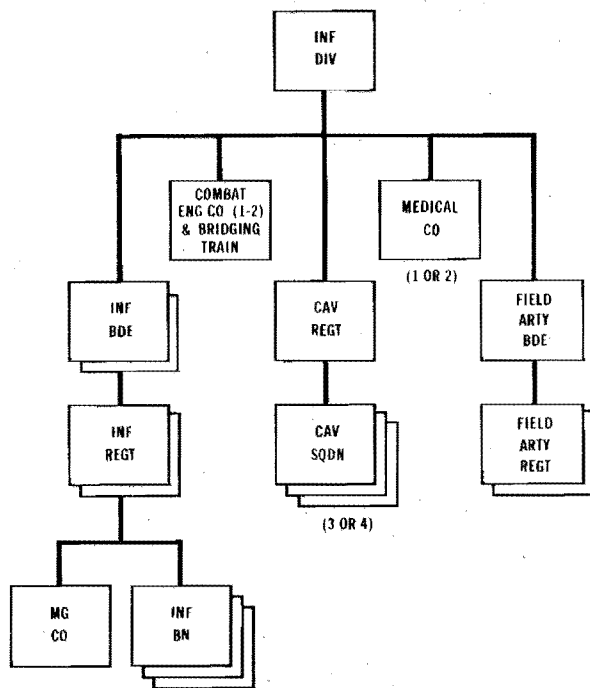 INF
DIV
COMBAT
ENG CO (1-2)
& BRIDGING
TRAIN
MEDICAL
CO
(1 OR 2)
INF
BDE
CAV
REGT
FIELD
ARTY
BDE
INF
REGT
CAV
SQDN
(3 OR 4)
FIELD
ARTY
REGT
MG
CO
INF
BN